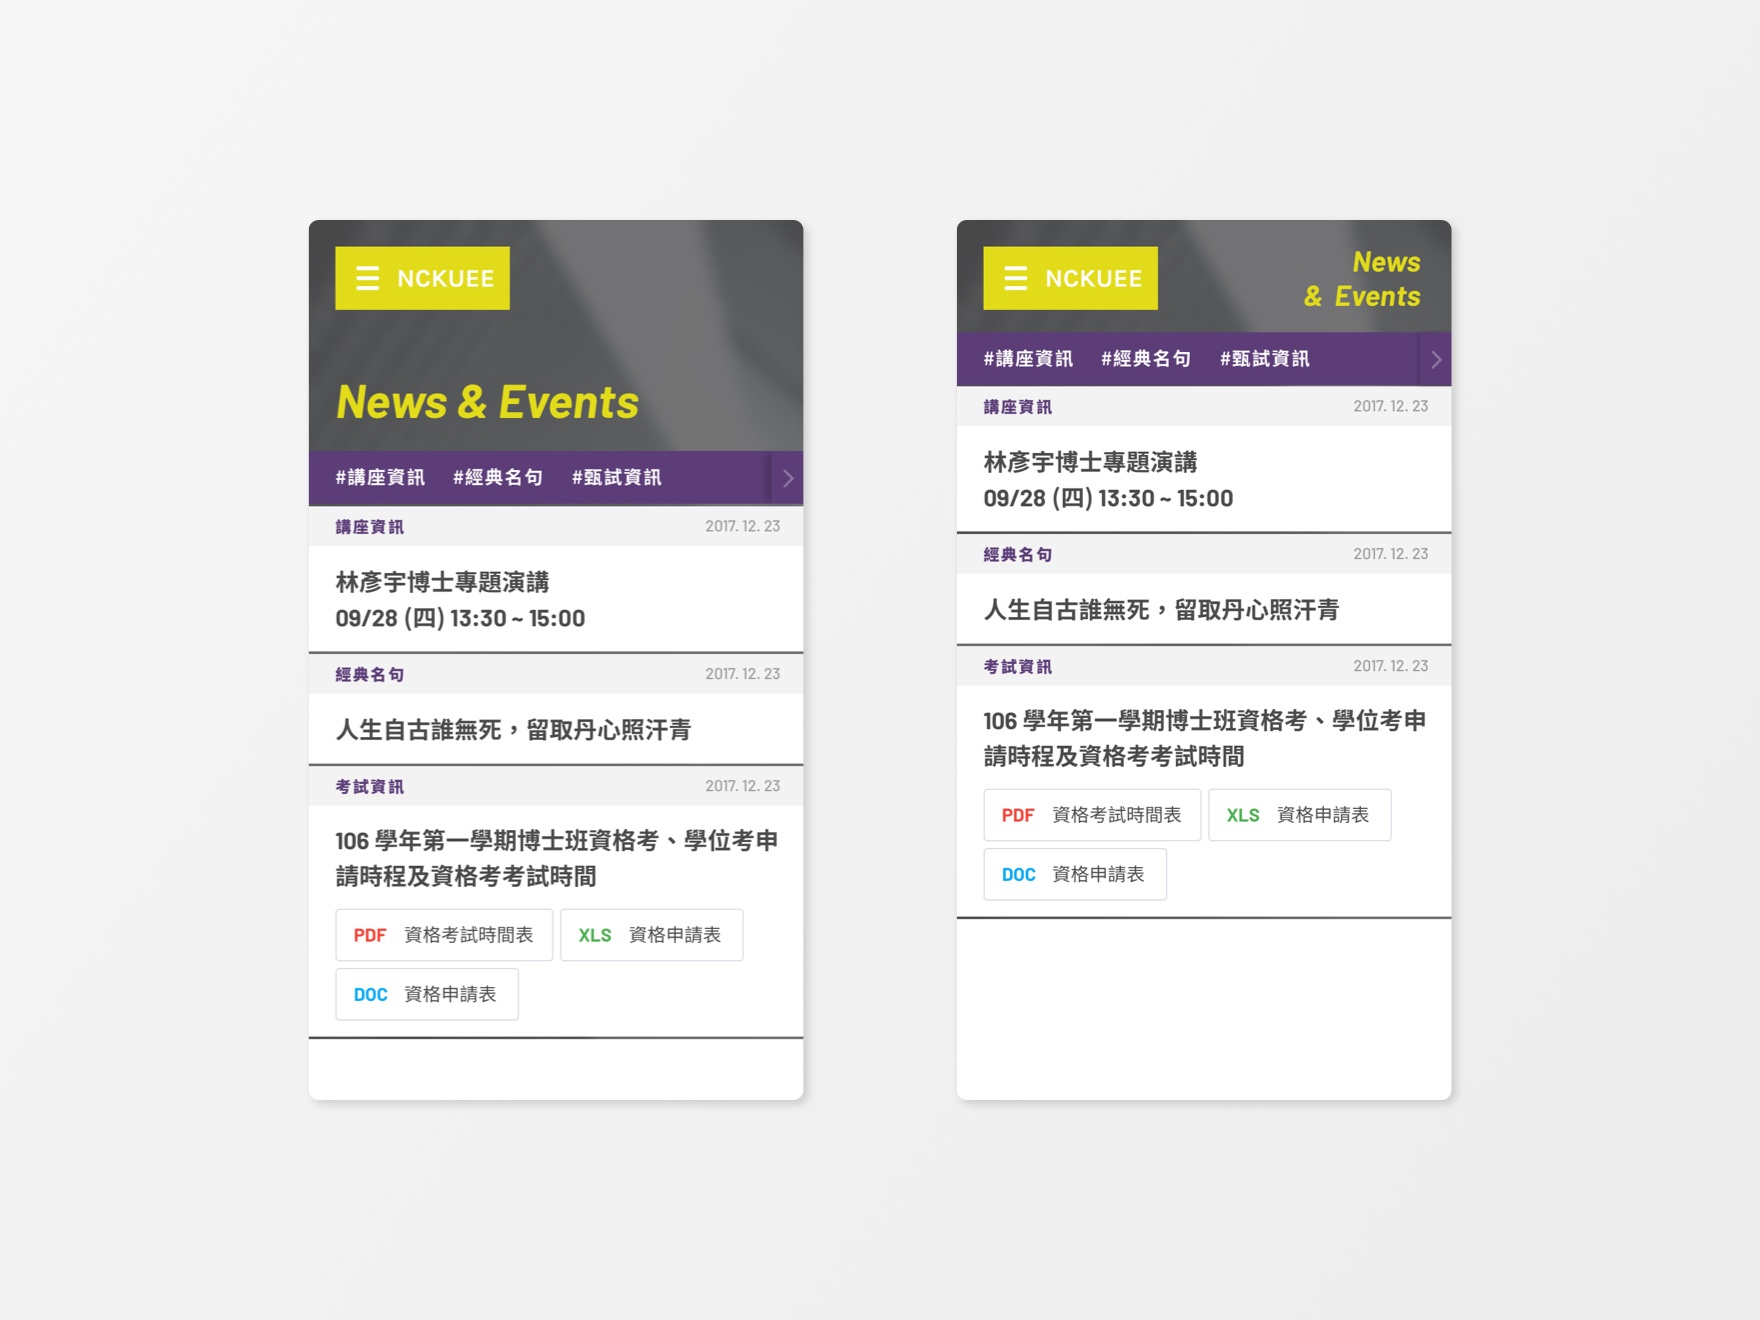 NCKUEE
News & Events
#講座資訊 #經典名句 #甄試資訊
講座資訊 2017. 12. 23
林彥宇博士專題演講
09/28 (四) 13:30 ~ 15:00
經典名句 2017. 12. 23
人生自古誰無死，留取丹心照汗青
考試資訊 2017. 12. 23
106 學年第一學期博士班資格考、學位考申
請時程及資格考考試時間
PDF 資格考試時間表 XLS 資格申請表
DOC 資格申請表
NCKUEE
News
& Events
#講座資訊 #經典名句 #甄試資訊
講座資訊 2017. 12. 23
林彥宇博士專題演講
09/28 (四) 13:30 ~ 15:00
經典名句 2017. 12. 23
人生自古誰無死，留取丹心照汗青
考試資訊 2017. 12. 23
106 學年第一學期博士班資格考、學位考申
請時程及資格考考試時間
PDF 資格考試時間表 XLS 資格申請表
DOC 資格申請表